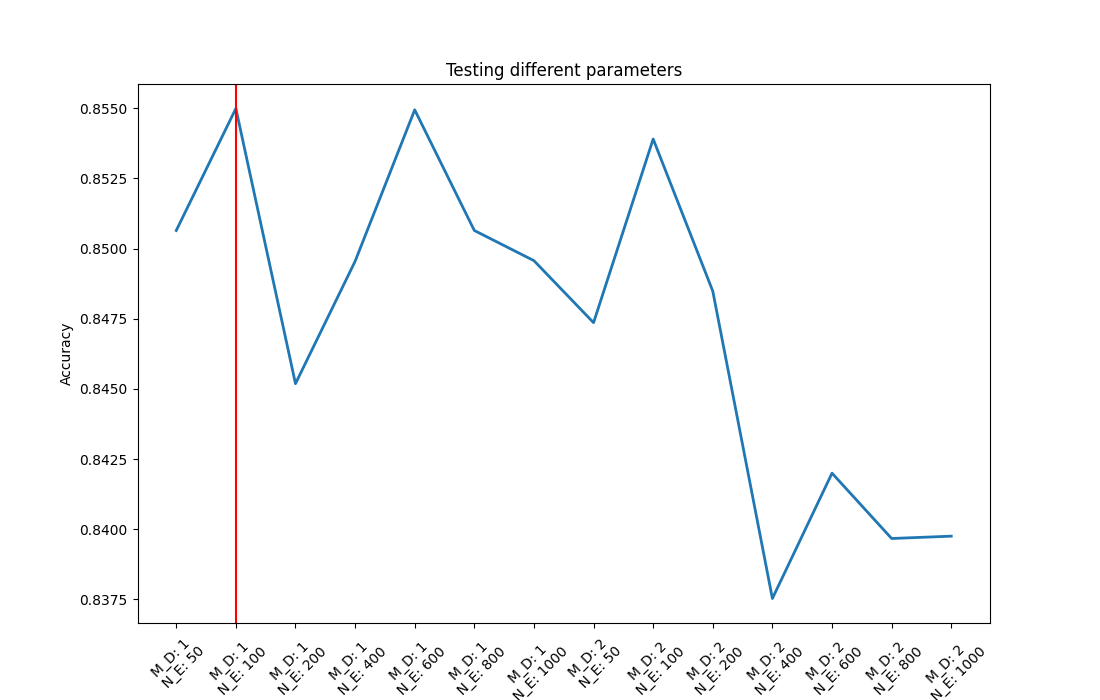 Testing different parameters
Accuracy
0.8550
0.8525
0.8500
0.8475
0.8450
0.8425
0.8400
0.8375
M_D: 1
N_E: 50
M_D: 1
N_E: 100
M_D: 1
N_E: 200
M_D: 1
N_E: 400
M_D: 1
N_E: 600
M_D: 1
N_E: 800
M_D: 1
N_E: 1000
M_D: 2
N_E: 50
M_D: 2
N_E: 100
M_D: 2
N_E: 200
M_D: 2
N_E: 400
M_D: 2
N_E: 600
M_D: 2
N_E: 800
M_D: 2
N_E: 1000